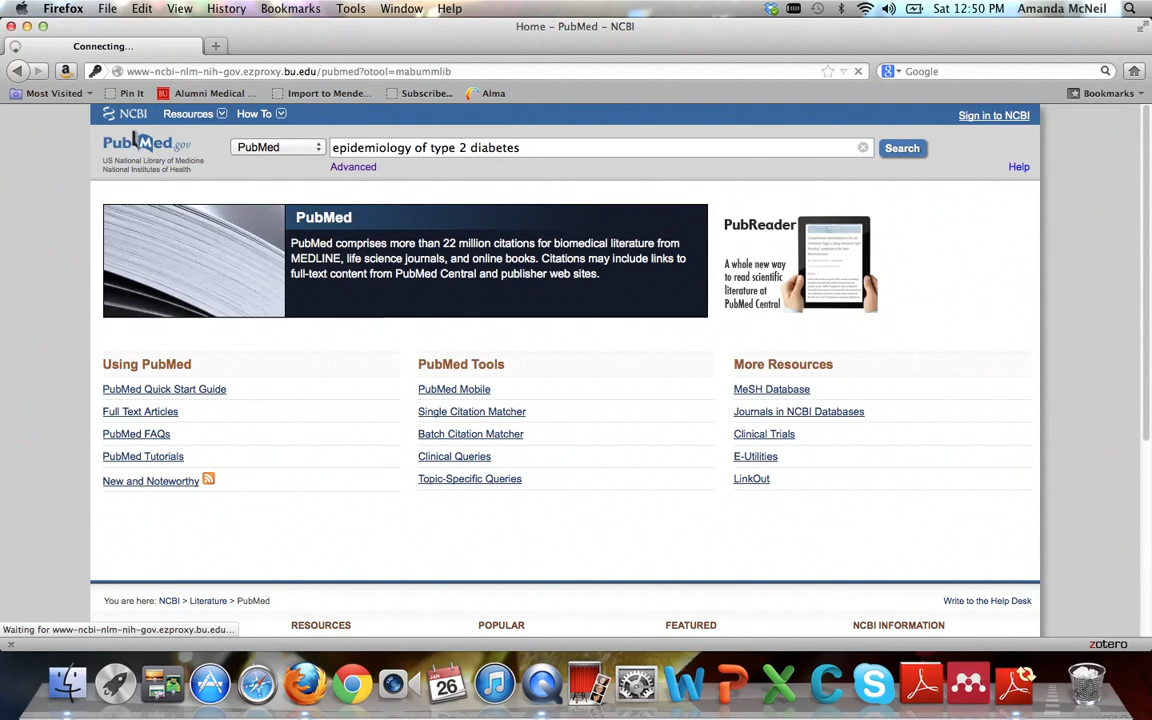 Firefox File Edit View History Bookmarks Tools Window Help Sat 12:50 PM Amanda McNeil
Home – PubMed – NCBI
Connecting...
www-ncbi-nlm-nih-gov.ezproxy.bu.edu/pubmed?otool=mabummlib Google
Most Visited Pin It Alumni Medical ... Import to Mende... Subscribe... Alma Bookmarks
NCBI Resources How To Sign in to NCBI
PubMed.gov PubMed epidemiology of type 2 diabetes Search
US National Library of Medicine
National Institutes of Health
Advanced Help
PubMed
PubMed comprises more than 22 million citations for biomedical literature from
MEDLINE, life science journals, and online books. Citations may include links to
full-text content from PubMed Central and publisher web sites.
PubReader
A whole new way
to read scientific
literature at
PubMed Central
Using PubMed
PubMed Quick Start Guide
Full Text Articles
PubMed FAQs
PubMed Tutorials
New and Noteworthy
PubMed Tools
PubMed Mobile
Single Citation Matcher
Batch Citation Matcher
Clinical Queries
Topic-Specific Queries
More Resources
MeSH Database
Journals in NCBI Databases
Clinical Trials
E-Utilities
LinkOut
You are here: NCBI > Literature > PubMed Write to the Help Desk
RESOURCES POPULAR FEATURED NCBI INFORMATION
Waiting for www-ncbi-nlm-nih-gov.ezproxy.bu.edu...
zotero
26